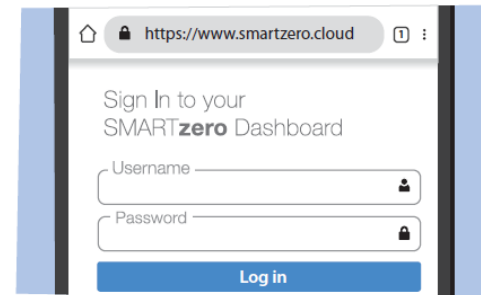 https://www.smartzero.cloud 1
Sign In to your
SMARTzero Dashboard
Username
Password
Log in